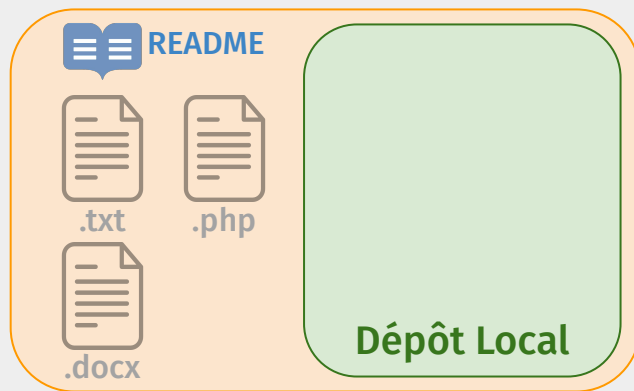 README
.txt
.php
.docx
Dépôt Local